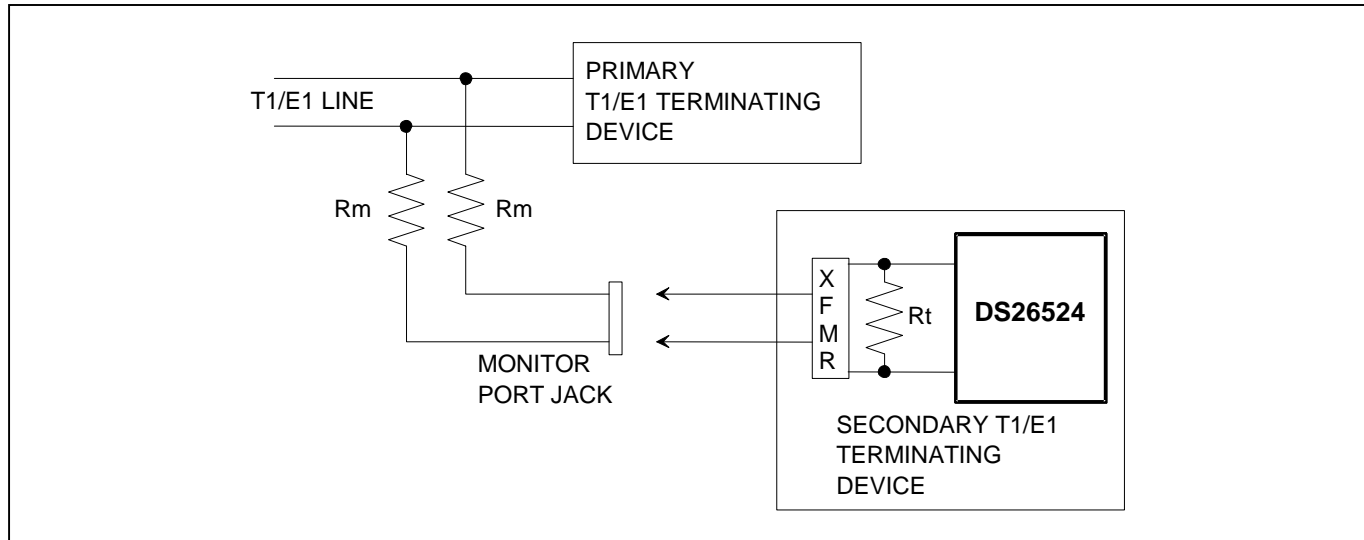 PRIMARY
T1/E1 TERMINATING
DEVICE
T1/E1 LINE
Rm
Rm
X
F
M
R
Rt
DS26524
MONITOR
PORT JACK
SECONDARY T1/E1
TERMINATING
DEVICE